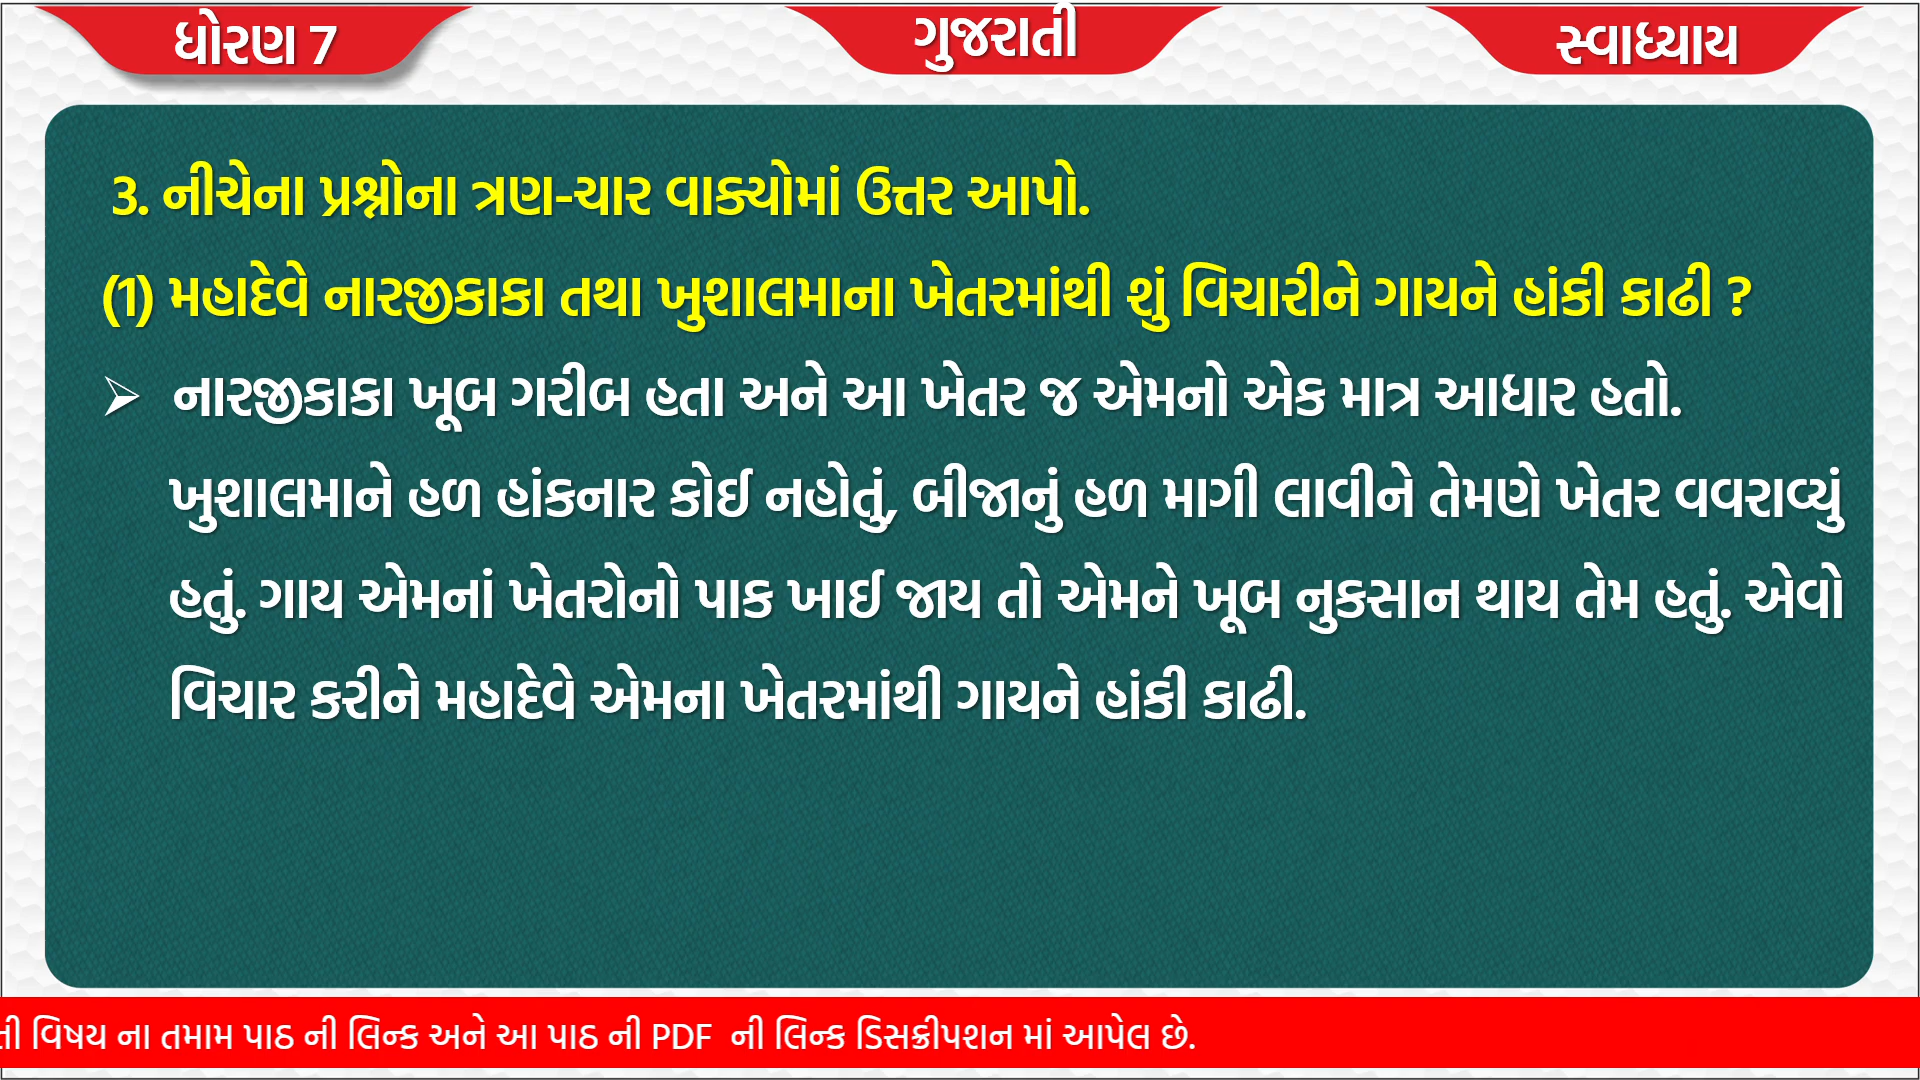 ધોરણ 7
ગુજરાતી
સ્વાધ્યાય
3. નીચેના પ્રશ્નોના ત્રણ-ચાર વાક્યોમાં ઉત્તર આપો.
(1) મહાદેવે નારજીકાકા તથા ખુશાલમાના ખેતરમાંથી શું વિચારીને ગાયને હાંકી કાઢી ?
➢ નારજીકાકા ખૂબ ગરીબ હતા અને આ ખેતર જ એમનો એક માત્ર આધાર હતો.
ખુશાલમાને હળ હાંકનાર કોઈ નહોતું, બીજાનું હળ માગી લાવીને તેમણે ખેતર વવરાવ્યું
હતું. ગાય એમનાં ખેતરોનો પાક ખાઈ જાય તો એમને ખૂબ નુકસાન થાય તેમ હતું. એવો
વિચાર કરીને મહાદેવે એમના ખેતરમાંથી ગાયને હાંકી કાઢી.
વિષય ના તમામ પાઠ ની લિન્ક અને આ પાઠ ની PDF ની લિન્ક ડિસક્રીપશન માં આપેલ છે.